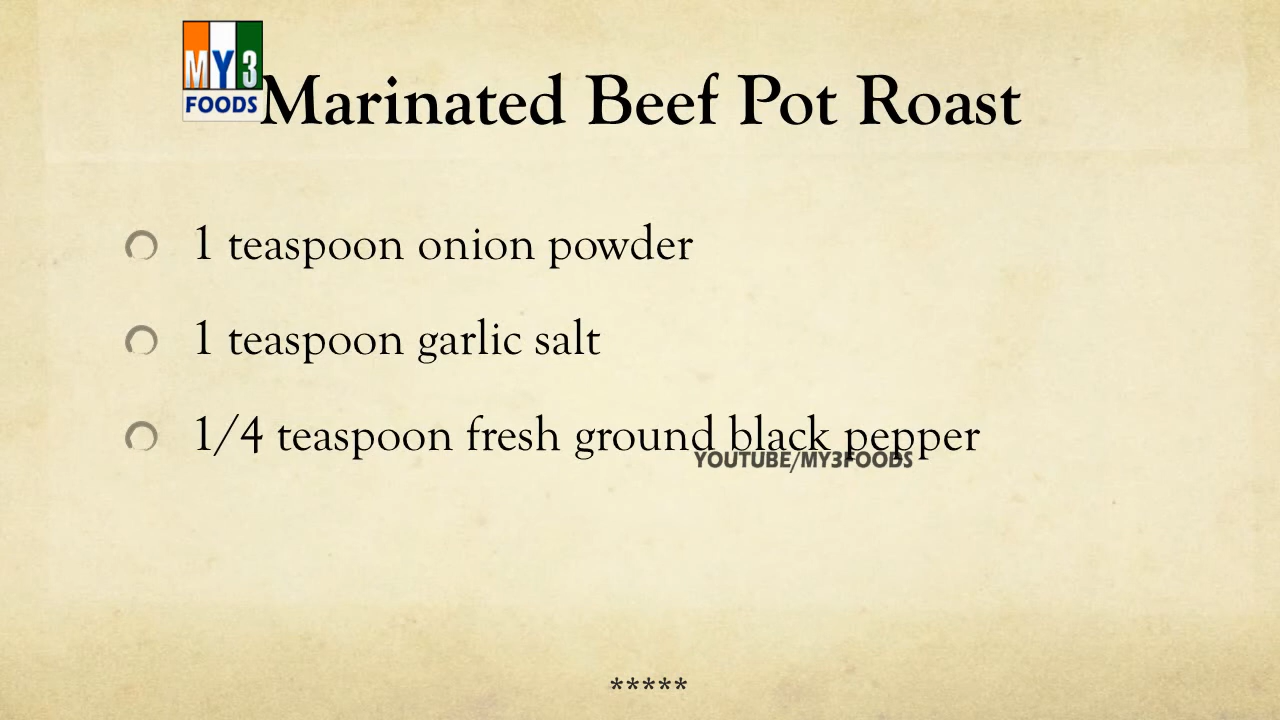 MY3
FOODS
Marinated Beef Pot Roast
1 teaspoon onion powder
1 teaspoon garlic salt
1/4 teaspoon fresh ground black pepper
YOUTUBE/MY3FOODS
*****